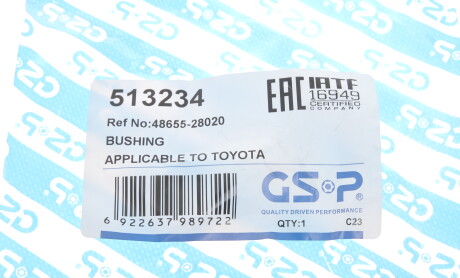 513234
Ref No:48655-28020
BUSHING
APPLICABLE TO TOYOTA
6 922637 989722
EAC
IATF
16949
CERTIFIED
COMPANY
GSP
QUALITY DRIVEN PERFORMANCE
QTY:1 C23